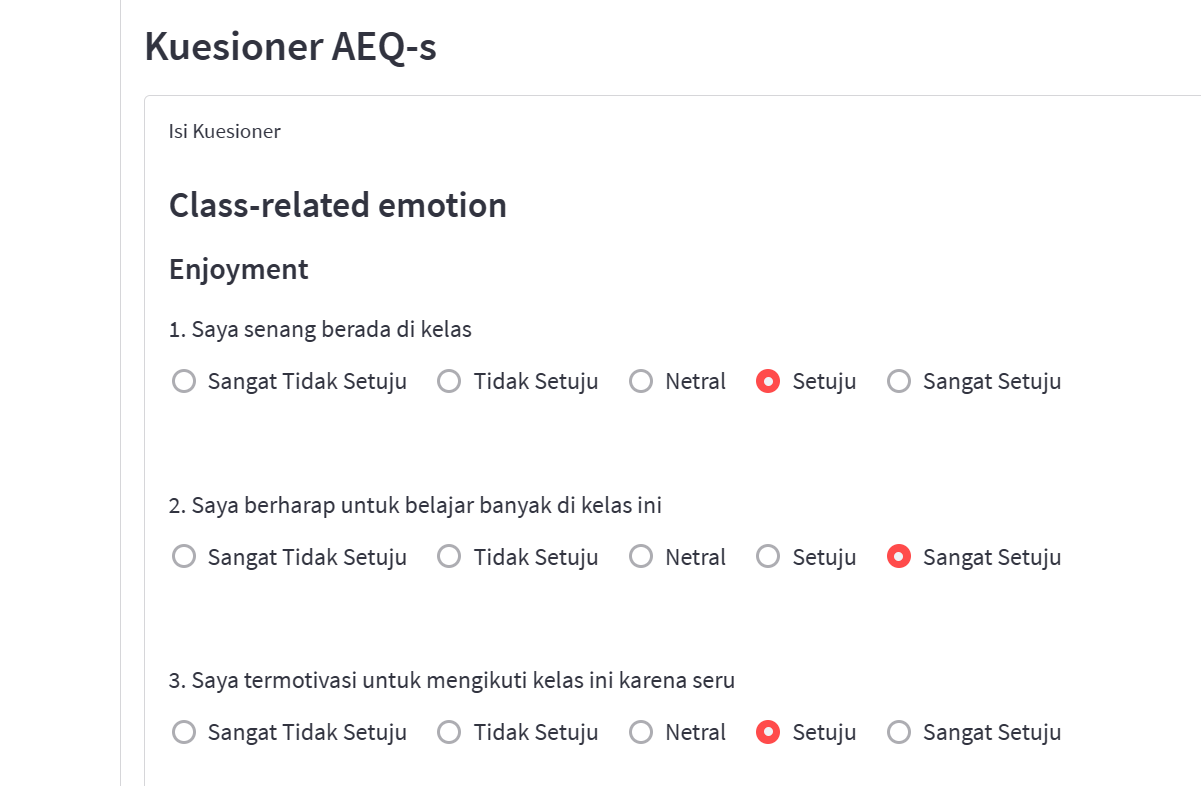 Kuesioner AEQ-s
Isi Kuesioner
Class-related emotion
Enjoyment
1. Saya senang berada di kelas
Sangat Tidak Setuju Tidak Setuju Netral Setuju Sangat Setuju
2. Saya berharap untuk belajar banyak di kelas ini
Sangat Tidak Setuju Tidak Setuju Netral Setuju Sangat Setuju
3. Saya termotivasi untuk mengikuti kelas ini karena seru
Sangat Tidak Setuju Tidak Setuju Netral Setuju Sangat Setuju